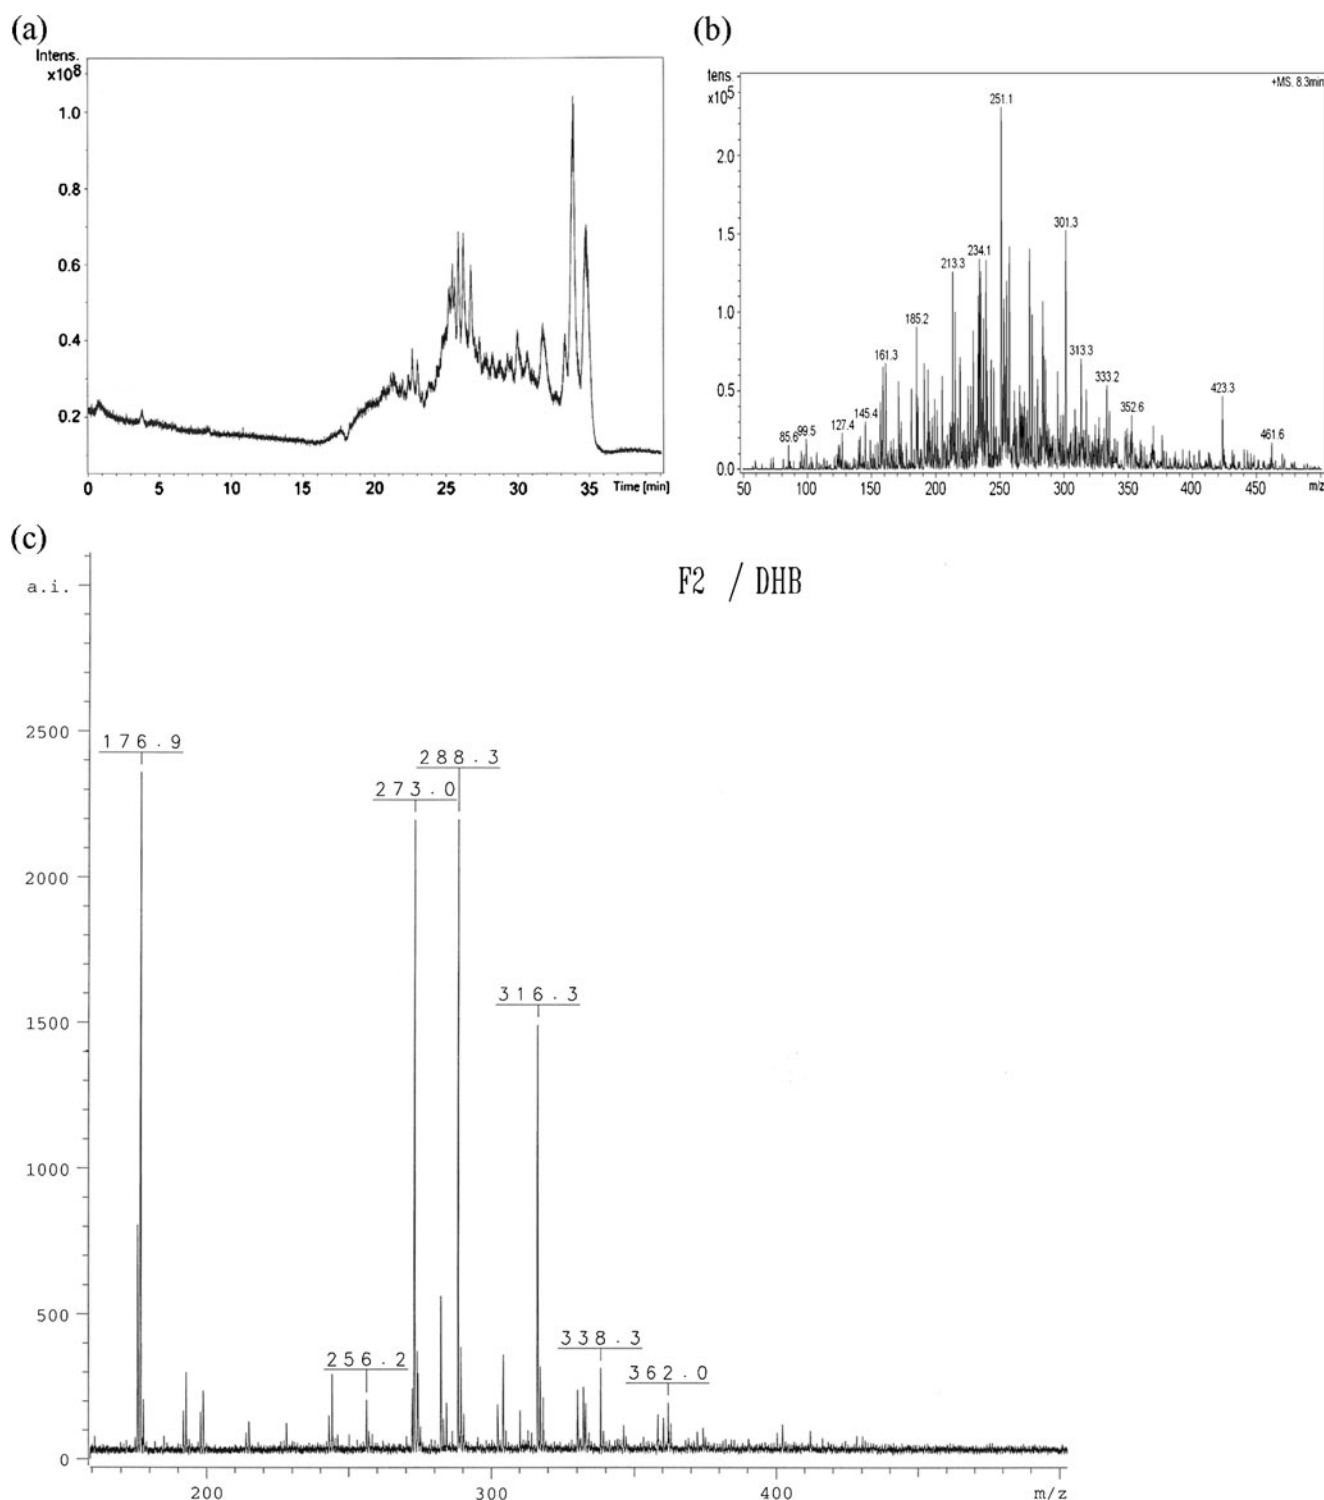 (a)
Intens.
x10⁸
1.0
0.8
0.6
0.4
0.2
0 5 10 15 20 25 30 35 Time [min]
(b)
tens.
x10⁵
+MS, 8.3min
2.0
1.5
1.0
0.5
0.0
251.1
301.3
234.1
213.3
185.2
161.3
313.3
333.2
352.6
145.4
127.4
85.6
99.5
423.3
461.6
50 100 150 200 250 300 350 400 450 m/z
(c)
F2 / DHB
a.i.
2500
2000
1500
1000
500
0
176.9
288.3
273.0
316.3
338.3
256.2
362.0
200 300 400 m/z